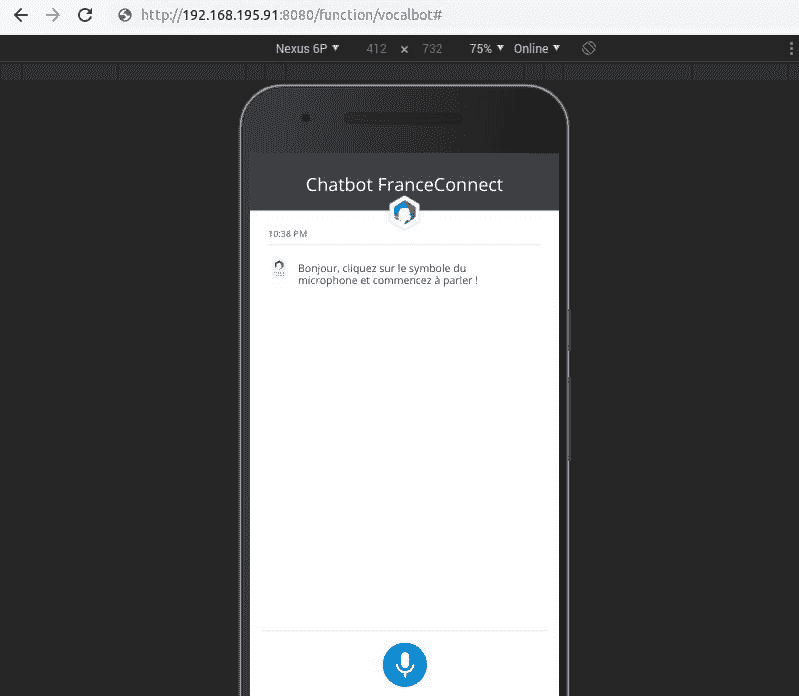 http://192.168.195.91:8080/function/vocalbot#
Nexus 6P ▼ 412 × 732 75% ▼ Online ▼
Chatbot FranceConnect
10:38 PM
Bonjour, cliquez sur le symbole du
microphone et commencez à parler !